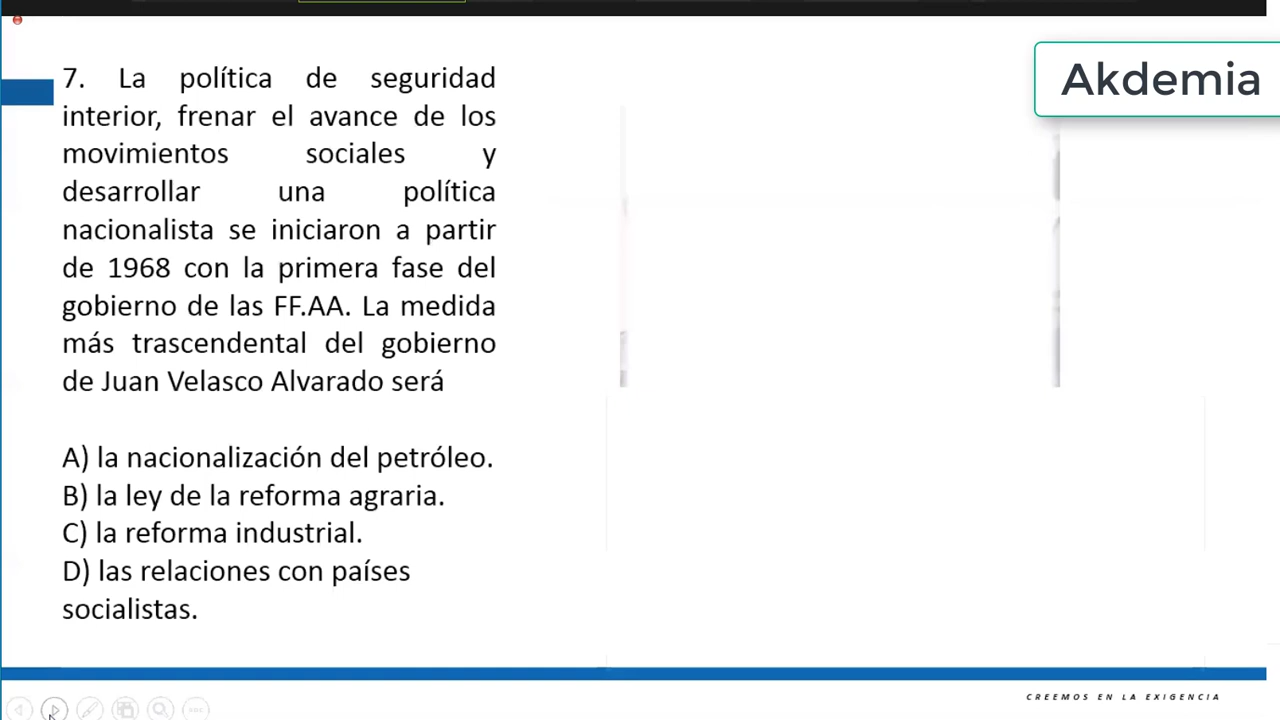 Akdemia
7. La política de seguridad
interior, frenar el avance de los
movimientos sociales y
desarrollar una política
nacionalista se iniciaron a partir
de 1968 con la primera fase del
gobierno de las FF.AA. La medida
más trascendental del gobierno
de Juan Velasco Alvarado será
A) la nacionalización del petróleo.
B) la ley de la reforma agraria.
C) la reforma industrial.
D) las relaciones con países
socialistas.
CREEMOS EN LA EXIGENCIA